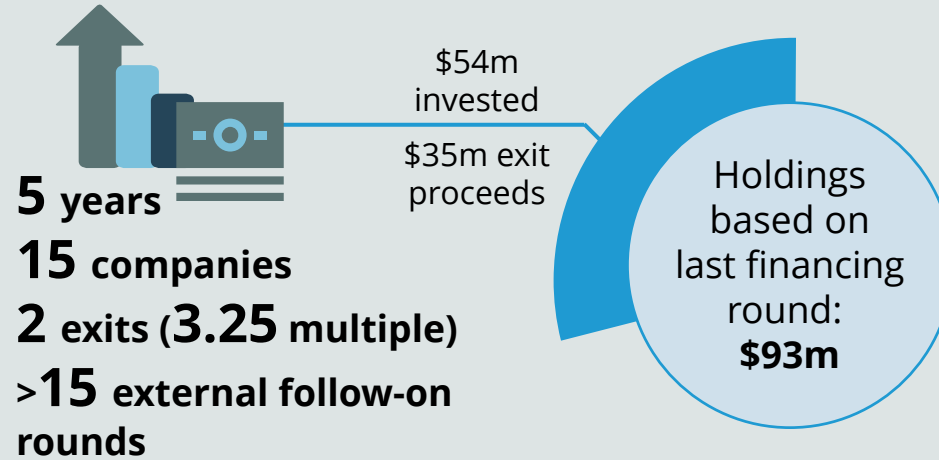 $54m
invested
$35m exit
proceeds
5 years
15 companies
2 exits (3.25 multiple)
>15 external follow-on
rounds
Holdings
based on
last financing
round:
$93m